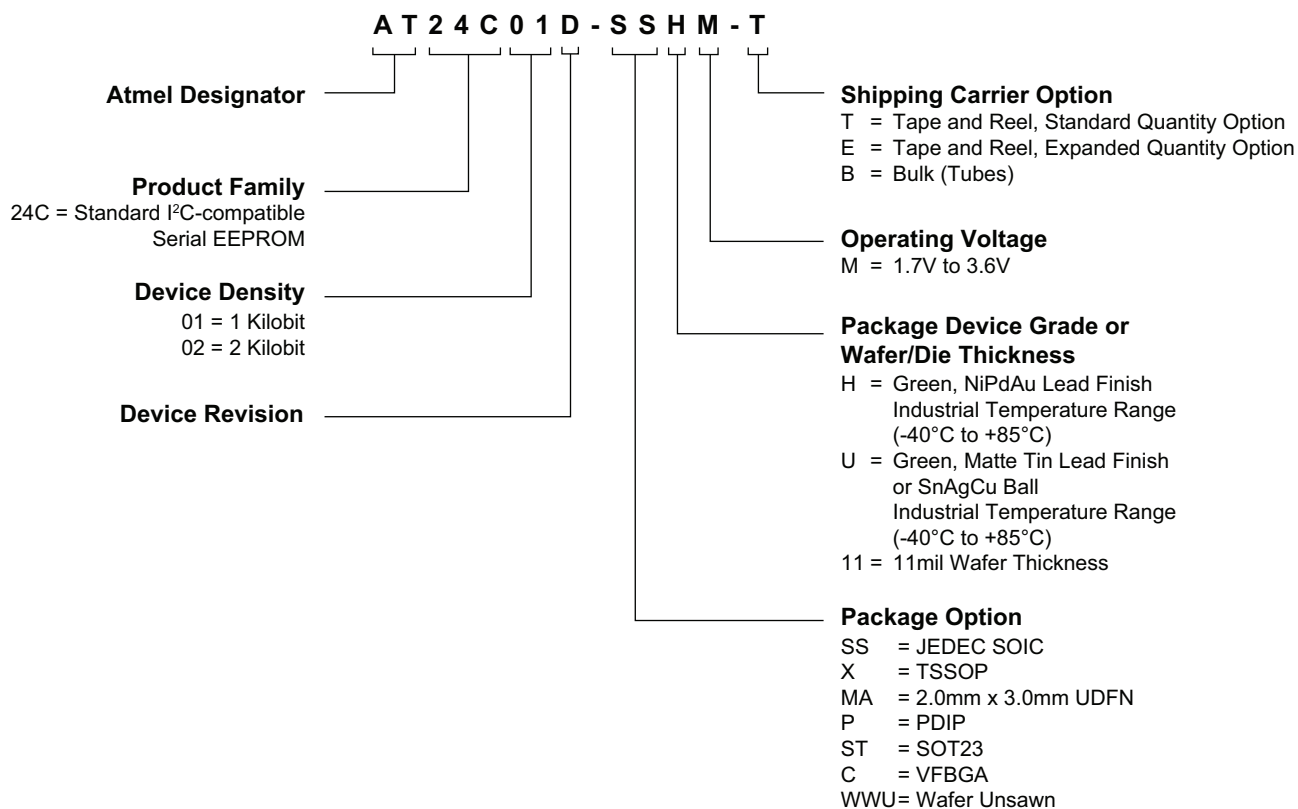 AT24C01D-SSHM-T
Atmel Designator
Product Family
24C = Standard I²C-compatible
Serial EEPROM
Device Density
01 = 1 Kilobit
02 = 2 Kilobit
Device Revision
Shipping Carrier Option
T = Tape and Reel, Standard Quantity Option
E = Tape and Reel, Expanded Quantity Option
B = Bulk (Tubes)
Operating Voltage
M = 1.7V to 3.6V
Package Device Grade or
Wafer/Die Thickness
H = Green, NiPdAu Lead Finish
Industrial Temperature Range
(-40°C to +85°C)
U = Green, Matte Tin Lead Finish
or SnAgCu Ball
Industrial Temperature Range
(-40°C to +85°C)
11 = 11mil Wafer Thickness
Package Option
SS = JEDEC SOIC
X = TSSOP
MA = 2.0mm x 3.0mm UDFN
P = PDIP
ST = SOT23
C = VFBGA
WWU= Wafer Unsawn